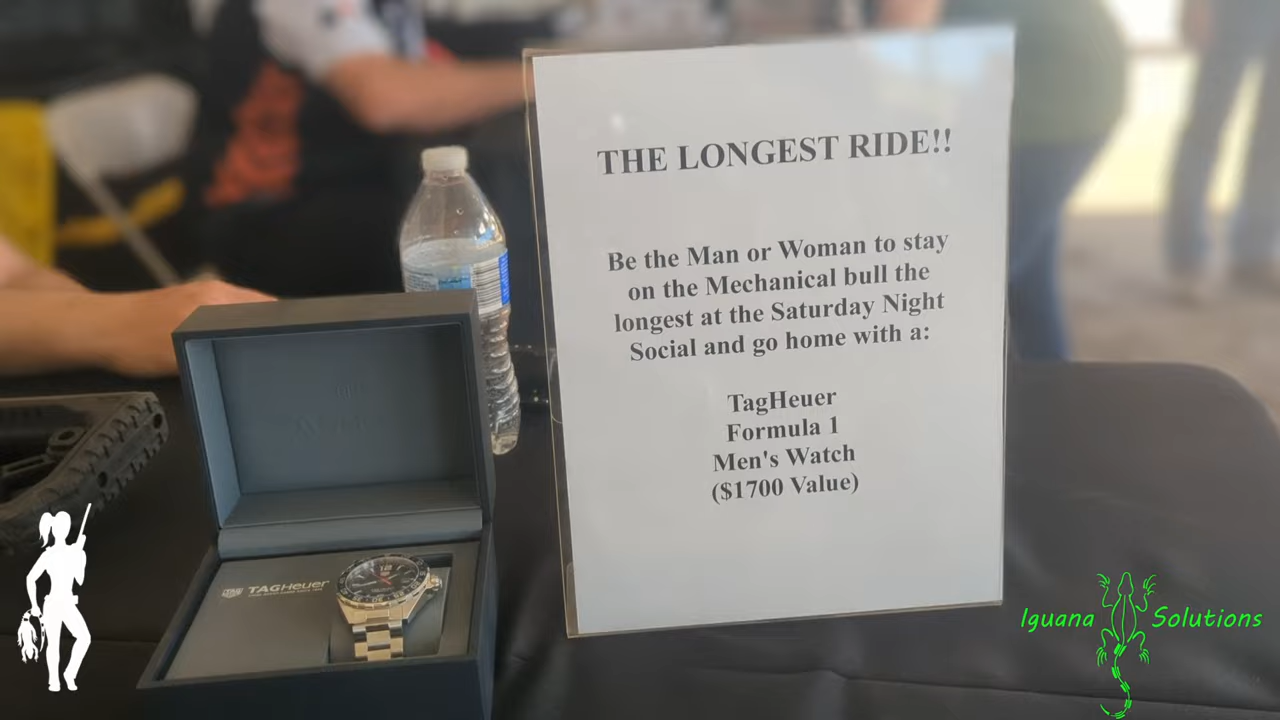 THE LONGEST RIDE!!
Be the Man or Woman to stay
on the Mechanical bull the
longest at the Saturday Night
Social and go home with a:
TagHeuer
Formula 1
Men's Watch
($1700 Value)
TAGHeuer
Iguana Solutions